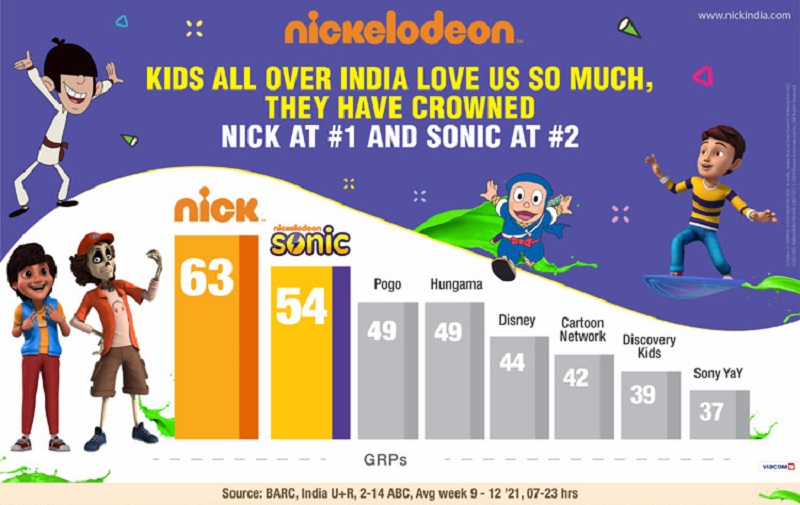 www.nickindia.com
nickelodeon
KIDS ALL OVER INDIA LOVE US SO MUCH,
THEY HAVE CROWNED
NICK AT #1 AND SONIC AT #2
nick
63
nickelodeon
sonic
54
Pogo
49
Hungama
49
Disney
44
Cartoon
Network
42
Discovery
Kids
39
Sony YaY
37
GRPs
VIACOM18
Source: BARC, India U+R, 2-14 ABC, Avg week 9 - 12 '21, 07-23 hrs